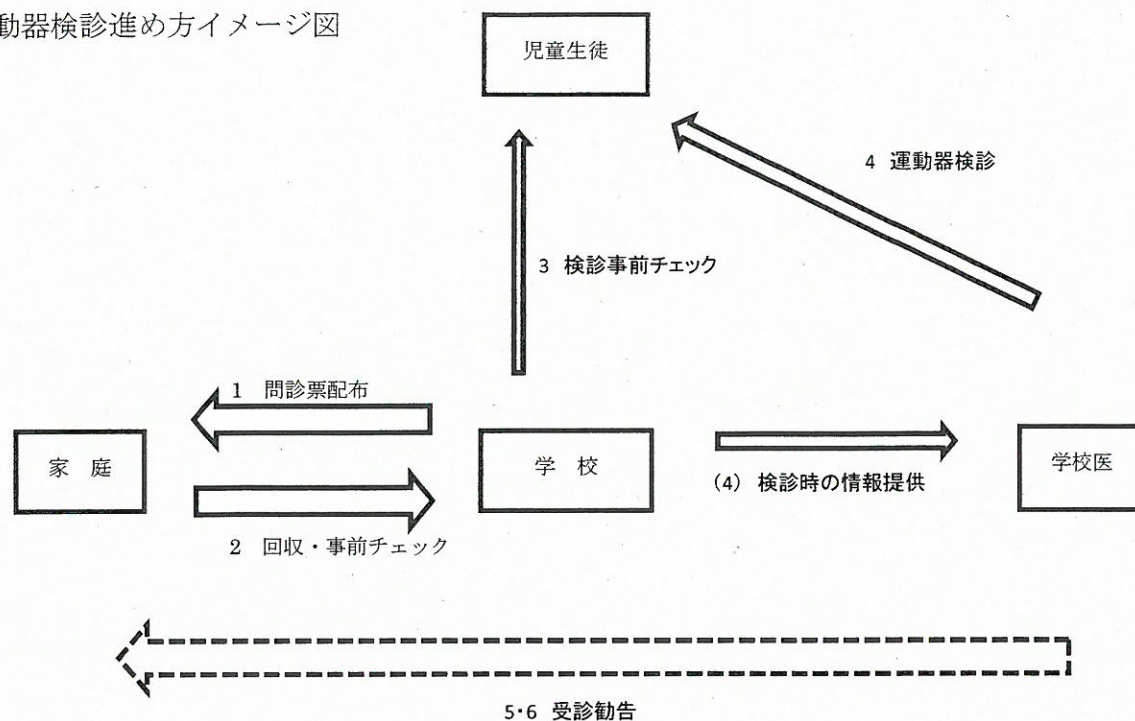 動器検診進め方イメージ図
児童生徒
4 運動器検診
3 検診事前チェック
1 問診票配布
家 庭
学 校
学校医
(4) 検診時の情報提供
2 回収・事前チェック
5・6 受診勧告